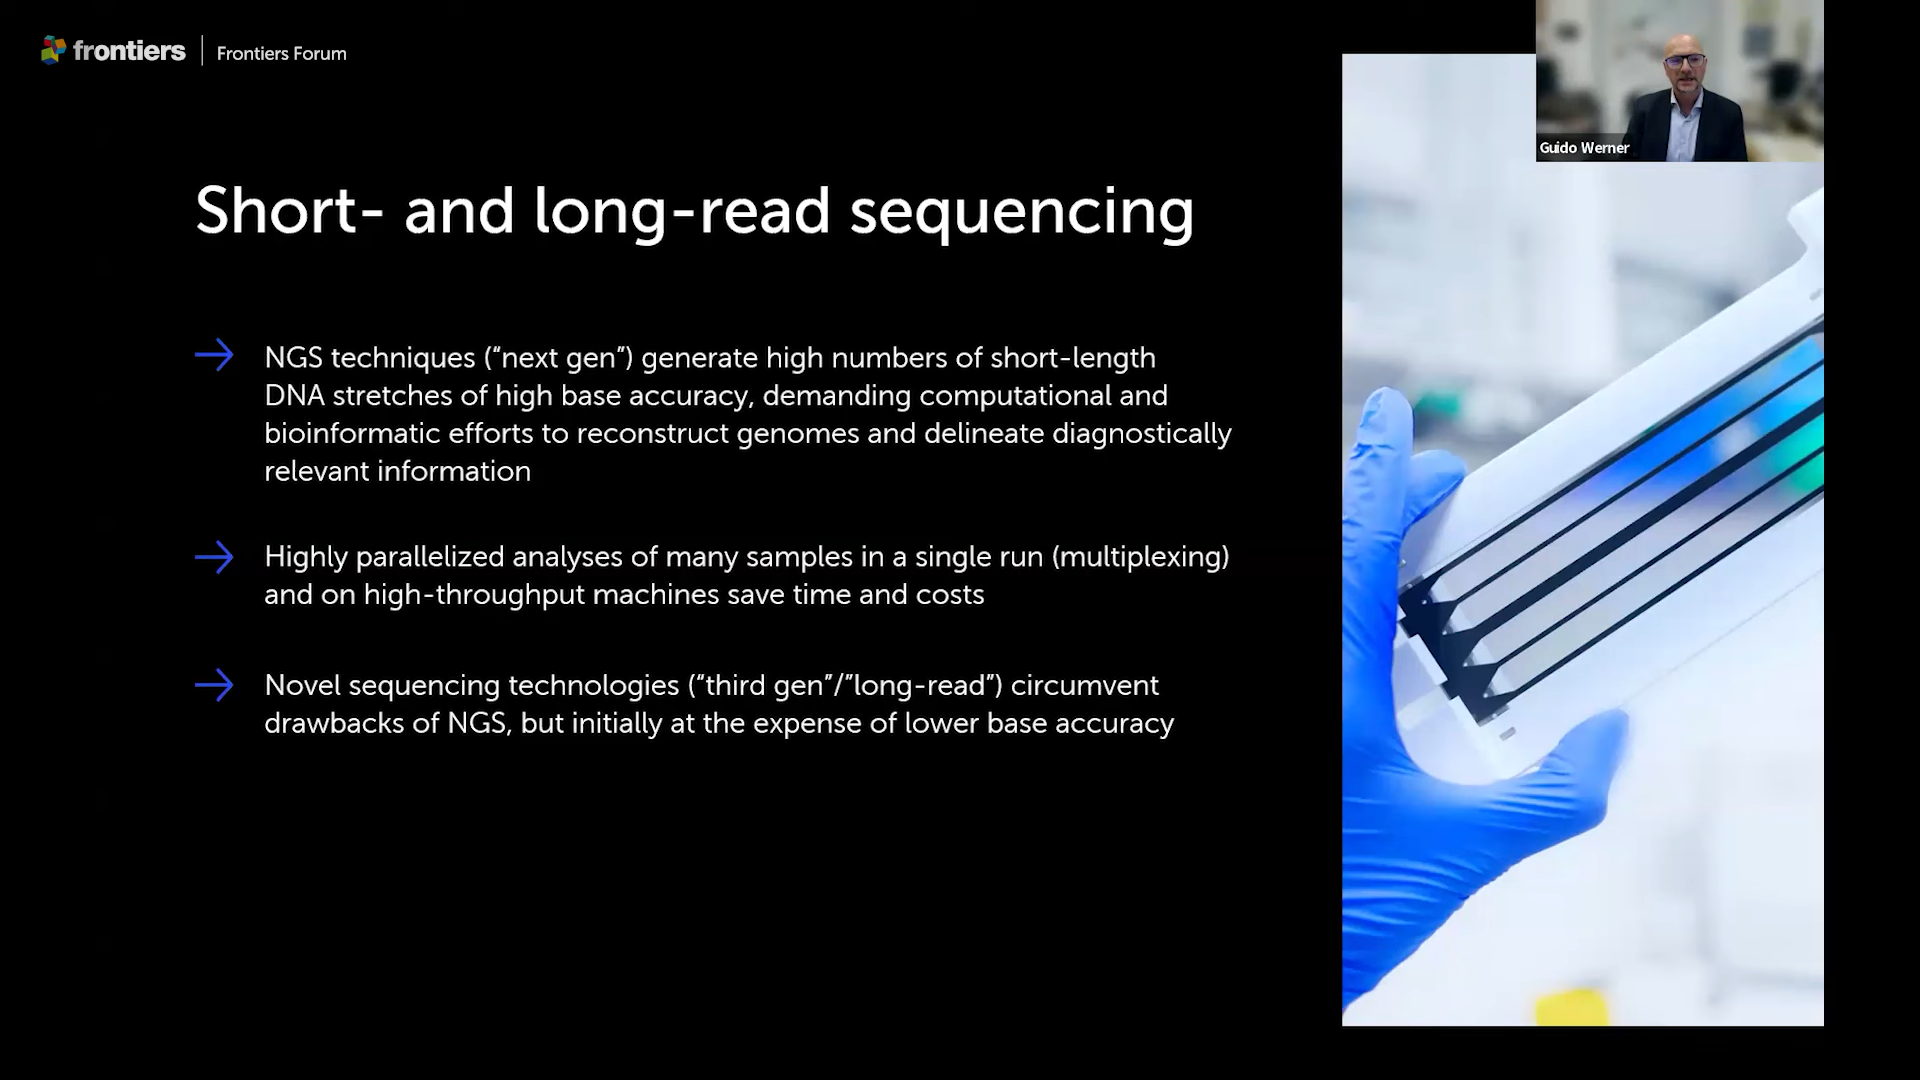 frontiers
Frontiers Forum
Guido Werner
Short- and long-read sequencing
NGS techniques (“next gen”) generate high numbers of short-length
DNA stretches of high base accuracy, demanding computational and
bioinformatic efforts to reconstruct genomes and delineate diagnostically
relevant information
Highly parallelized analyses of many samples in a single run (multiplexing)
and on high-throughput machines save time and costs
Novel sequencing technologies (“third gen”/”long-read”) circumvent
drawbacks of NGS, but initially at the expense of lower base accuracy